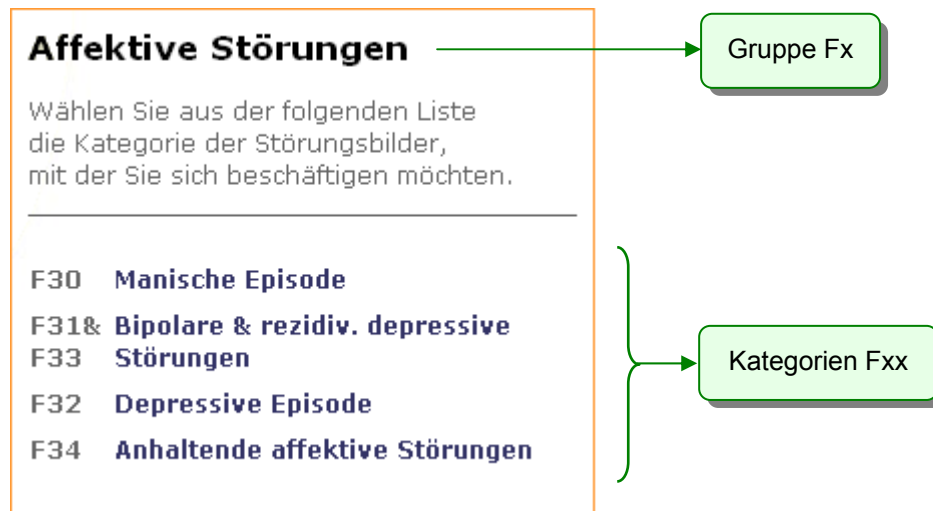 Affektive Störungen
Gruppe Fx
Wählen Sie aus der folgenden Liste
die Kategorie der Störungsbilder,
mit der Sie sich beschäftigen möchten.
F30 Manische Episode
F31& Bipolare & rezidiv. depressive
F33 Störungen
F32 Depressive Episode
F34 Anhaltende affektive Störungen
Kategorien Fxx